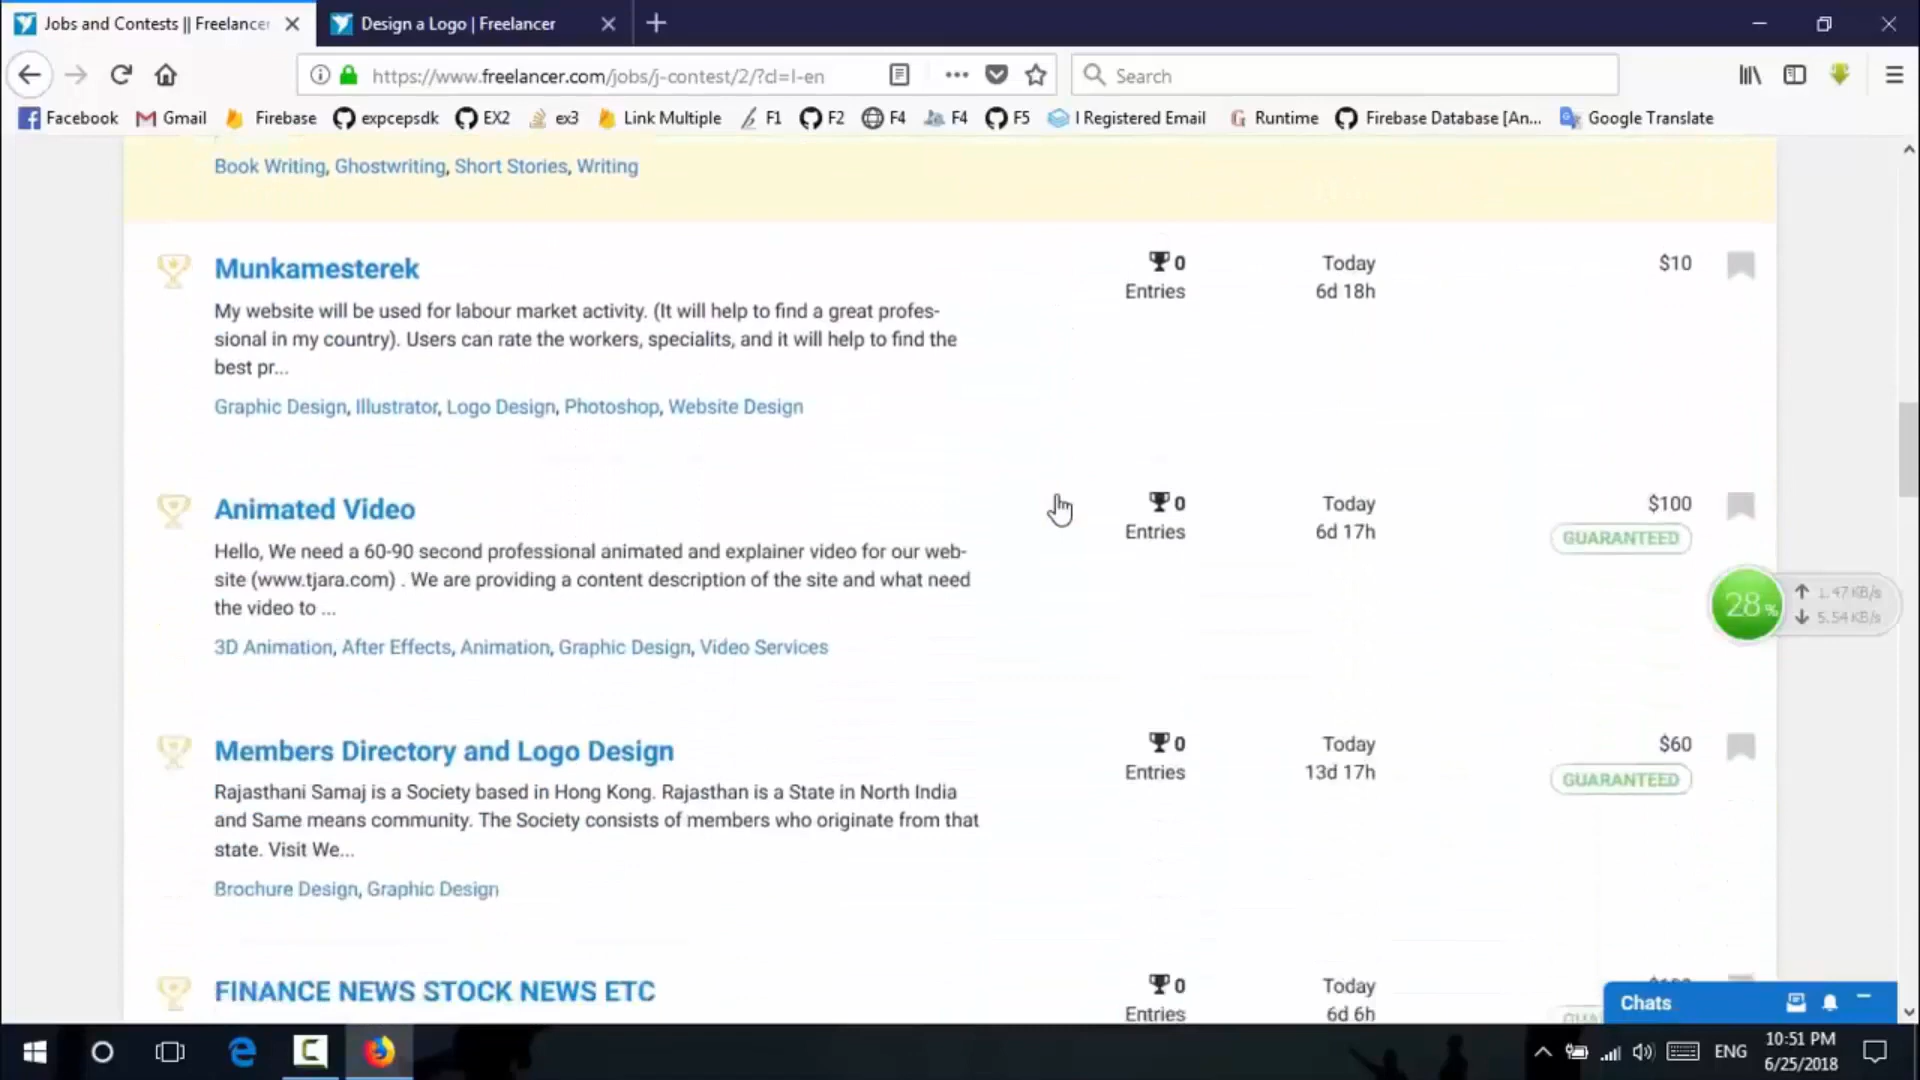 Jobs and Contests || Freelancer
Design a Logo | Freelancer
https://www.freelancer.com/jobs/j-contest/2/?cl=l-en
Search
Facebook
Gmail
Firebase
expcepsdk
EX2
ex3
Link Multiple
F1
F2
F4
F4
F5
I Registered Email
Runtime
Firebase Database [An...
Google Translate
Book Writing, Ghostwriting, Short Stories, Writing
Munkamesterek
0
Entries
Today
6d 18h
$10
My website will be used for labour market activity. (It will help to find a great profes-
sional in my country). Users can rate the workers, specialits, and it will help to find the
best pr...
Graphic Design, Illustrator, Logo Design, Photoshop, Website Design
Animated Video
0
Entries
Today
6d 17h
$100
GUARANTEED
Hello, We need a 60-90 second professional animated and explainer video for our web-
site (www.tjara.com) . We are providing a content description of the site and what need
the video to ...
3D Animation, After Effects, Animation, Graphic Design, Video Services
28%
1.47 KB/s
5.54 KB/s
Members Directory and Logo Design
0
Entries
Today
13d 17h
$60
GUARANTEED
Rajasthani Samaj is a Society based in Hong Kong. Rajasthan is a State in North India
and Same means community. The Society consists of members who originate from that
state. Visit We...
Brochure Design, Graphic Design
FINANCE NEWS STOCK NEWS ETC
0
Entries
Today
6d 6h
Chats
ENG
10:51 PM
6/25/2018